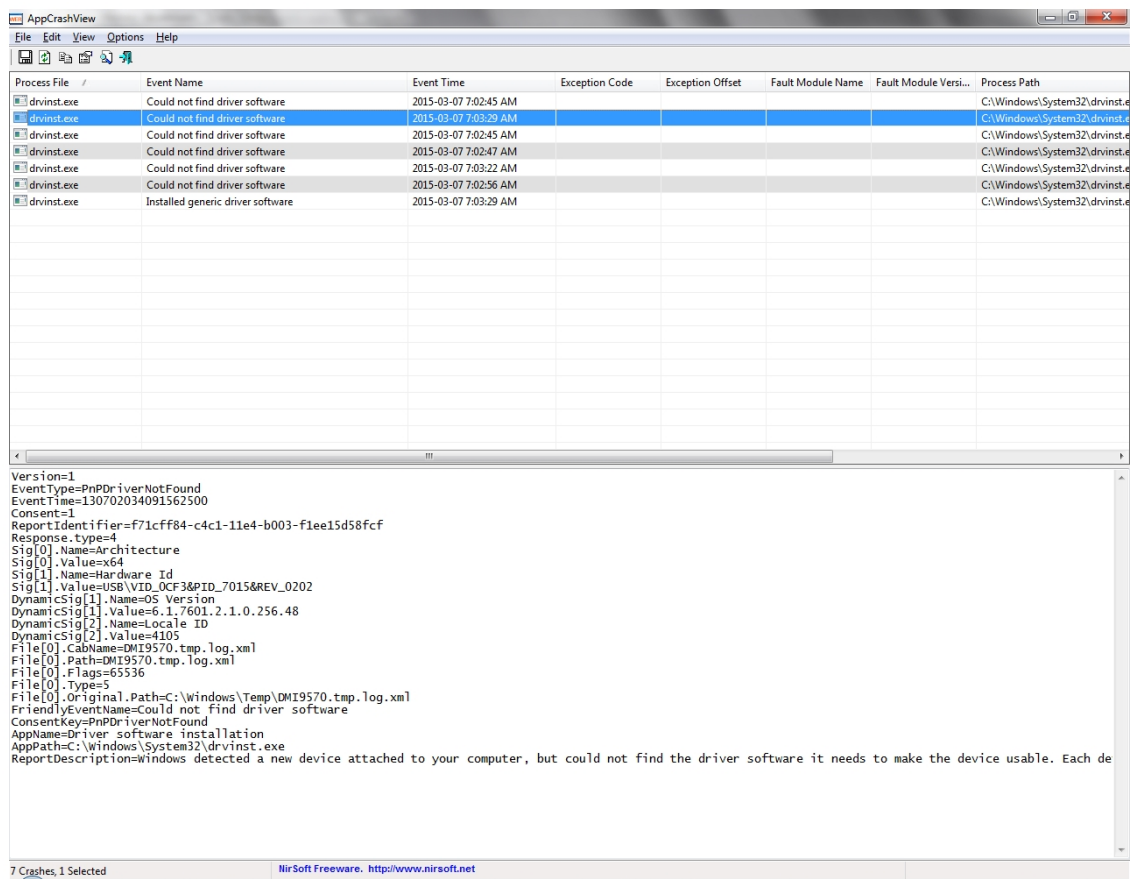 AppCrashView
File Edit View Options Help
Process File / Event Name Event Time Exception Code Exception Offset Fault Module Name Fault Module Versi... Process Path
drvinst.exe Could not find driver software 2015-03-07 7:02:45 AM C:\Windows\System32\drvinst.e
drvinst.exe Could not find driver software 2015-03-07 7:03:29 AM C:\Windows\System32\drvinst.e
drvinst.exe Could not find driver software 2015-03-07 7:02:45 AM C:\Windows\System32\drvinst.e
drvinst.exe Could not find driver software 2015-03-07 7:02:47 AM C:\Windows\System32\drvinst.e
drvinst.exe Could not find driver software 2015-03-07 7:03:22 AM C:\Windows\System32\drvinst.e
drvinst.exe Could not find driver software 2015-03-07 7:02:56 AM C:\Windows\System32\drvinst.e
drvinst.exe Installed generic driver software 2015-03-07 7:03:29 AM C:\Windows\System32\drvinst.e
Version=1
EventType=PnPDriverNotFound
EventTime=130702034091562500
Consent=1
ReportIdentifier=f71cff84-c4c1-11e4-b003-f1ee15d58fcf
Response.type=4
Sig[0].Name=Architecture
Sig[0].Value=x64
Sig[1].Name=Hardware Id
Sig[1].Value=USB\VID_0CF3&PID_7015&REV_0202
DynamicSig[1].Name=OS Version
DynamicSig[1].Value=6.1.7601.2.1.0.256.48
DynamicSig[2].Name=Locale ID
DynamicSig[2].Value=4105
File[0].CabName=DMI9570.tmp.log.xml
File[0].Path=DMI9570.tmp.log.xml
File[0].Flags=65536
File[0].Type=5
File[0].Original.Path=C:\Windows\Temp\DMI9570.tmp.log.xml
FriendlyEventName=Could not find driver software
ConsentKey=PnPDriverNotFound
AppName=Driver software installation
AppPath=C:\Windows\System32\drvinst.exe
ReportDescription=Windows detected a new device attached to your computer, but could not find the driver software it needs to make the device usable. Each de
7 Crashes, 1 Selected NirSoft Freeware. http://www.nirsoft.net